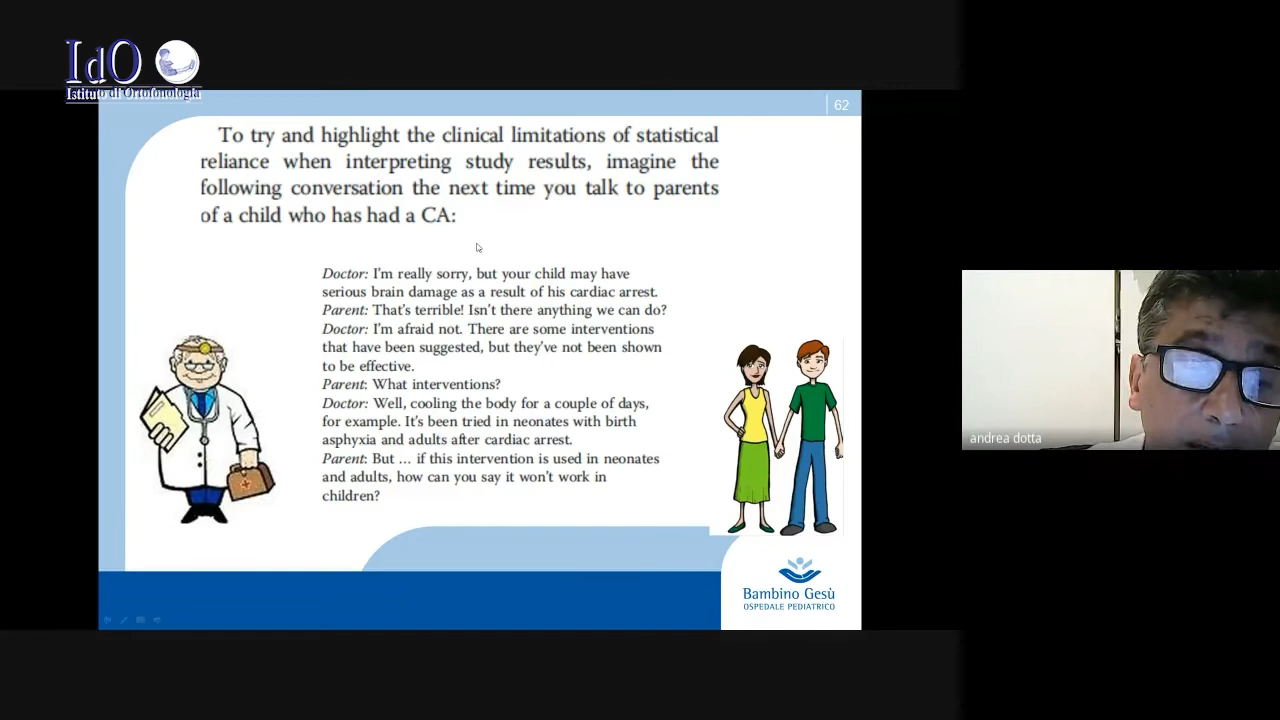 IdO
Istituto di Ortofonologia
62
To try and highlight the clinical limitations of statistical
reliance when interpreting study results, imagine the
following conversation the next time you talk to parents
of a child who has had a CA:
Doctor: I'm really sorry, but your child may have
serious brain damage as a result of his cardiac arrest.
Parent: That's terrible! Isn't there anything we can do?
Doctor: I'm afraid not. There are some interventions
that have been suggested, but they've not been shown
to be effective.
Parent: What interventions?
Doctor: Well, cooling the body for a couple of days,
for example. It's been tried in neonates with birth
asphyxia and adults after cardiac arrest.
Parent: But ... if this intervention is used in neonates
and adults, how can you say it won't work in
children?
Bambino Gesù
OSPEDALE PEDIATRICO
andrea dotta